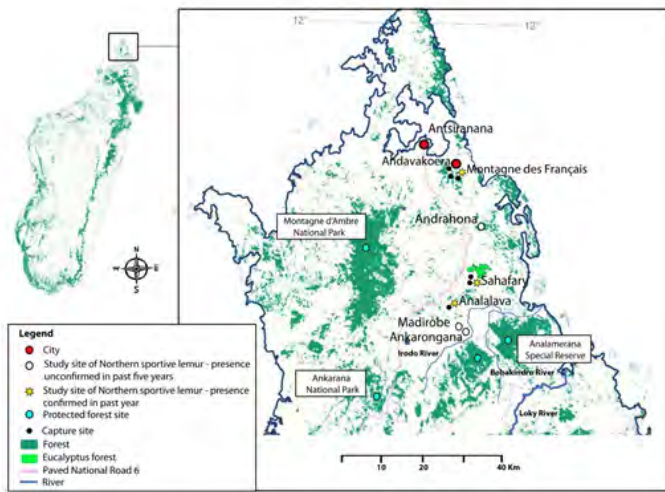 12°
12°
Antsiranana
Andavakoera
Montagne des Français
Andrahona
Montagne d'Ambre
National Park
Sahafary
Analalava
Madirobe
Ankarongana
Irodo River
Analamerana
Special Reserve
Bobakindro River
Ankarana
National Park
Loky River
N
W
E
S
Legend
City
Study site of Northern sportive lemur - presence
unconfirmed in past five years
Study site of Northern sportive lemur - presence
confirmed in past year
Protected forest site
Capture site
Forest
Eucalyptus forest
Paved National Road 6
River
10
20
40 Km